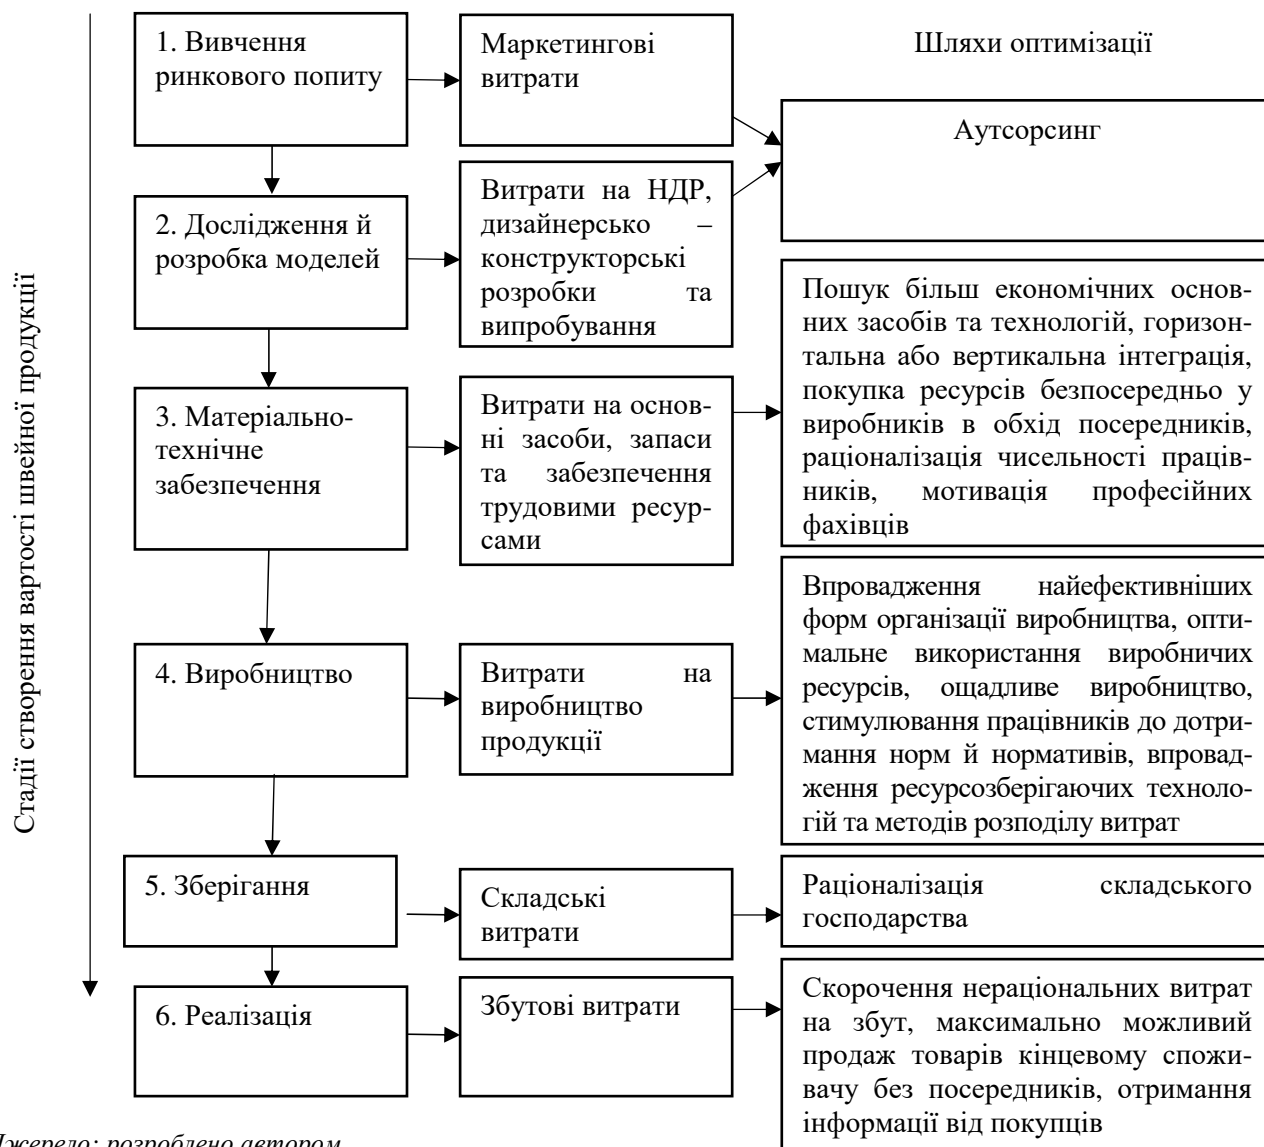 Стадії створення вартості швейної продукції
1. Вивчення
ринкового попиту
Маркетингові
витрати
Шляхи оптимізації
Аутсорсинг
2. Дослідження й
розробка моделей
Витрати на НДР,
дизайнерсько –
конструкторські
розробки та
випробування
3. Матеріально-
технічне
забезпечення
Витрати на основ-
ні засоби, запаси
та забезпечення
трудовими ресур-
сами
Пошук більш економічних основ-
них засобів та технологій, горизон-
тальна або вертикальна інтеграція,
покупка ресурсів безпосередньо у
виробників в обхід посередників,
раціоналізація чисельності праців-
ників, мотивація професійних
фахівців
4. Виробництво
Витрати на
виробництво
продукції
Впровадження найефективніших
форм організації виробництва, опти-
мальне використання виробничих
ресурсів, ощадливе виробництво,
стимулювання працівників до дотри-
мання норм й нормативів, впровад-
ження ресурсозберігаючих техноло-
гій та методів розподілу витрат
5. Зберігання
Складські
витрати
Раціоналізація складського
господарства
6. Реалізація
Збутові витрати
Скорочення нераціональних витрат
на збут, максимально можливий
продаж товарів кінцевому спожи-
вачу без посередників, отримання
інформації від покупців
розроблено автором